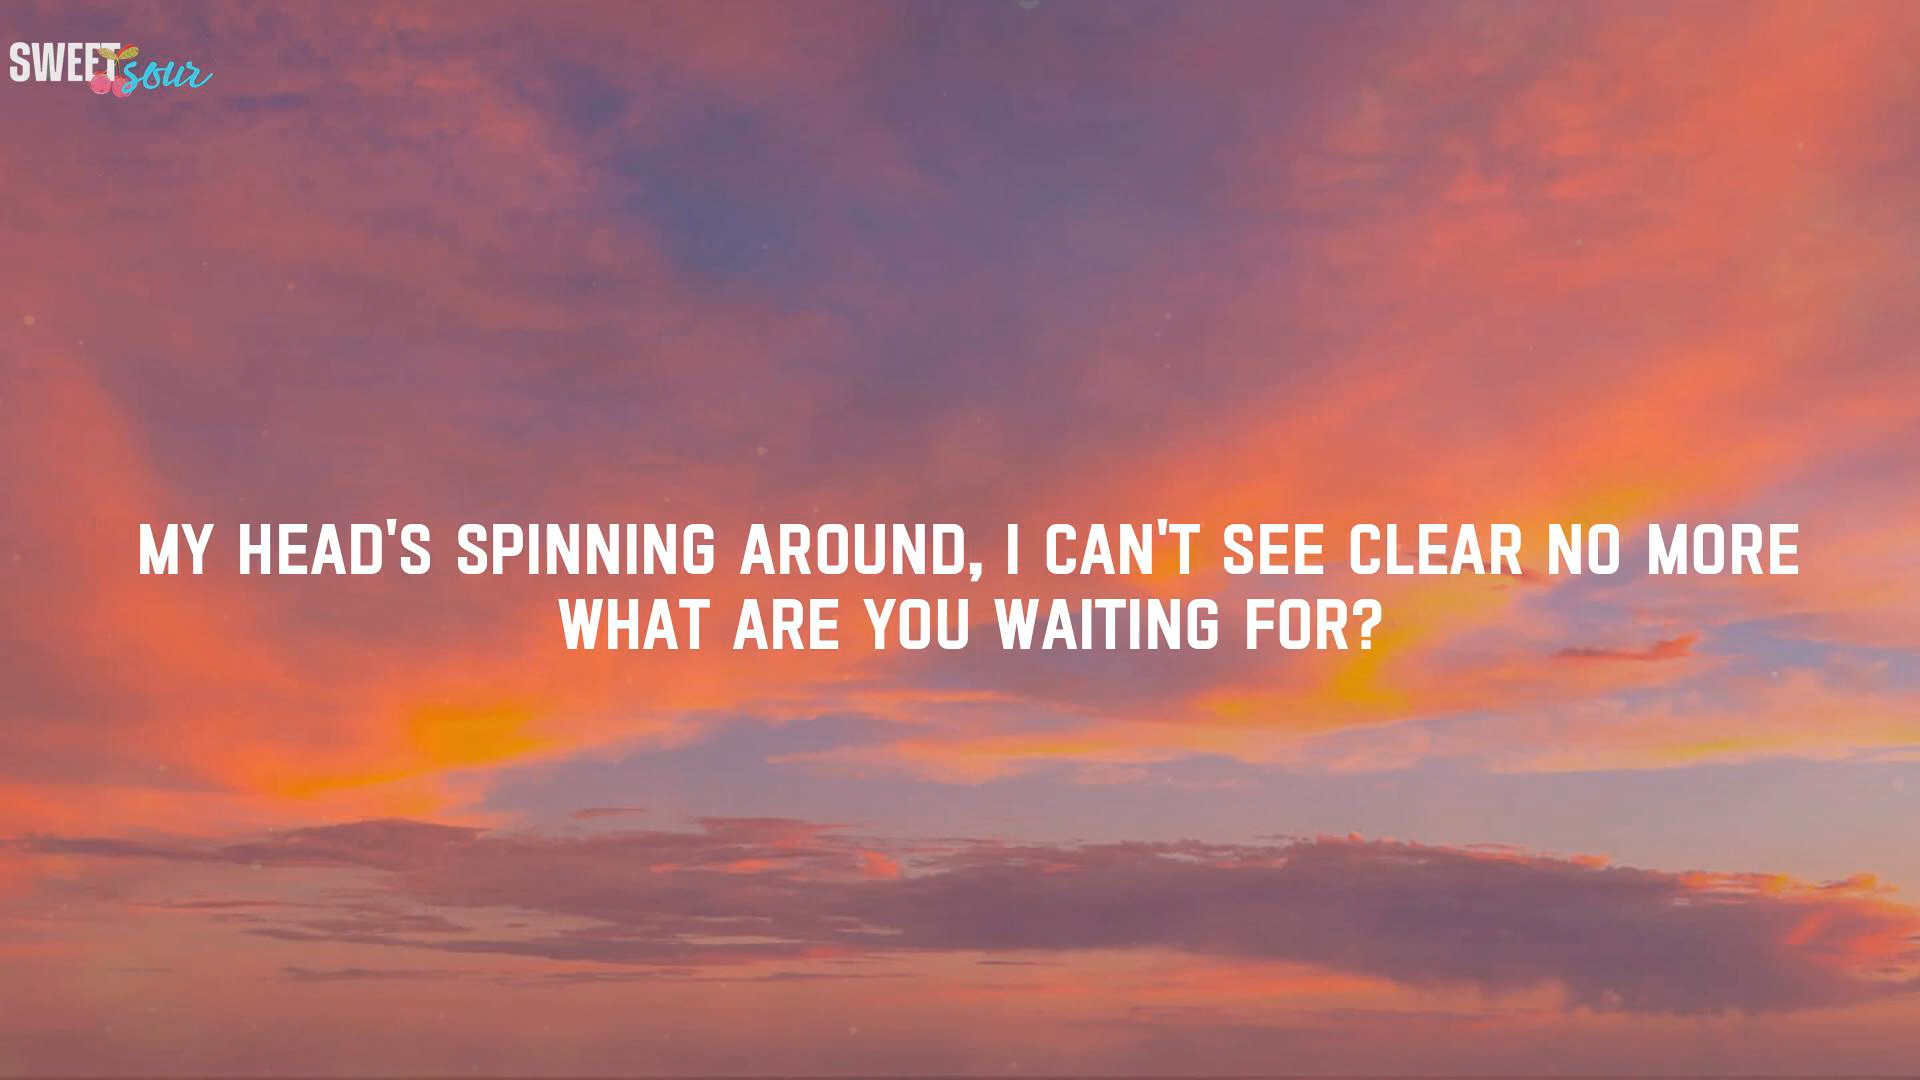 SWEET sour
MY HEAD'S SPINNING AROUND, I CAN'T SEE CLEAR NO MORE
WHAT ARE YOU WAITING FOR?